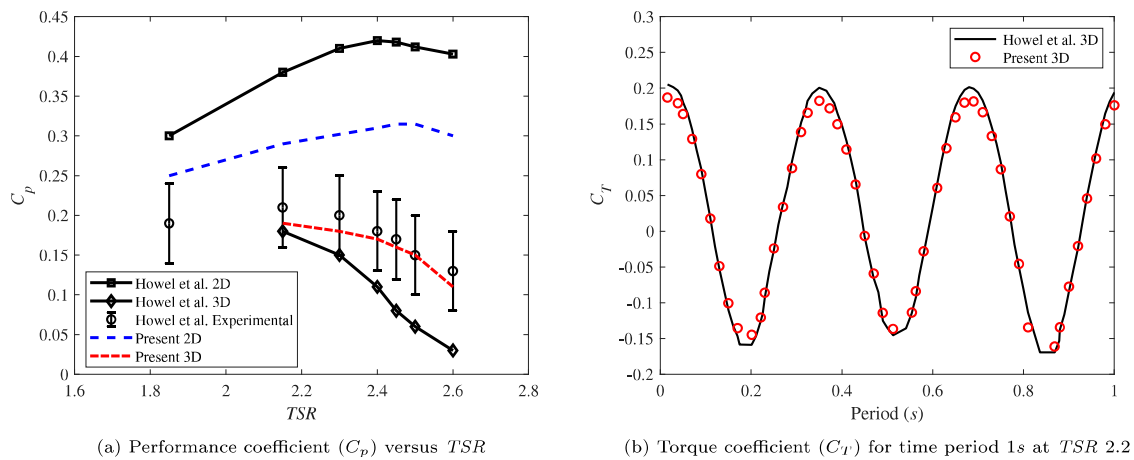 0.45
0.4
0.35
0.3
0.25
0.2
0.15
0.1
0.05
0
C_p
1.6
1.8
2
2.2
2.4
2.6
2.8
TSR
Howel et al. 2D
Howel et al. 3D
Howel et al. Experimental
Present 2D
Present 3D
(a) Performance coefficient (C_p) versus TSR
0.3
0.25
0.2
0.15
0.1
0.05
0
-0.05
-0.1
-0.15
-0.2
C_T
0
0.2
0.4
0.6
0.8
1
Period (s)
Howel et al. 3D
Present 3D
(b) Torque coefficient (C_T) for time period 1s at TSR 2.2